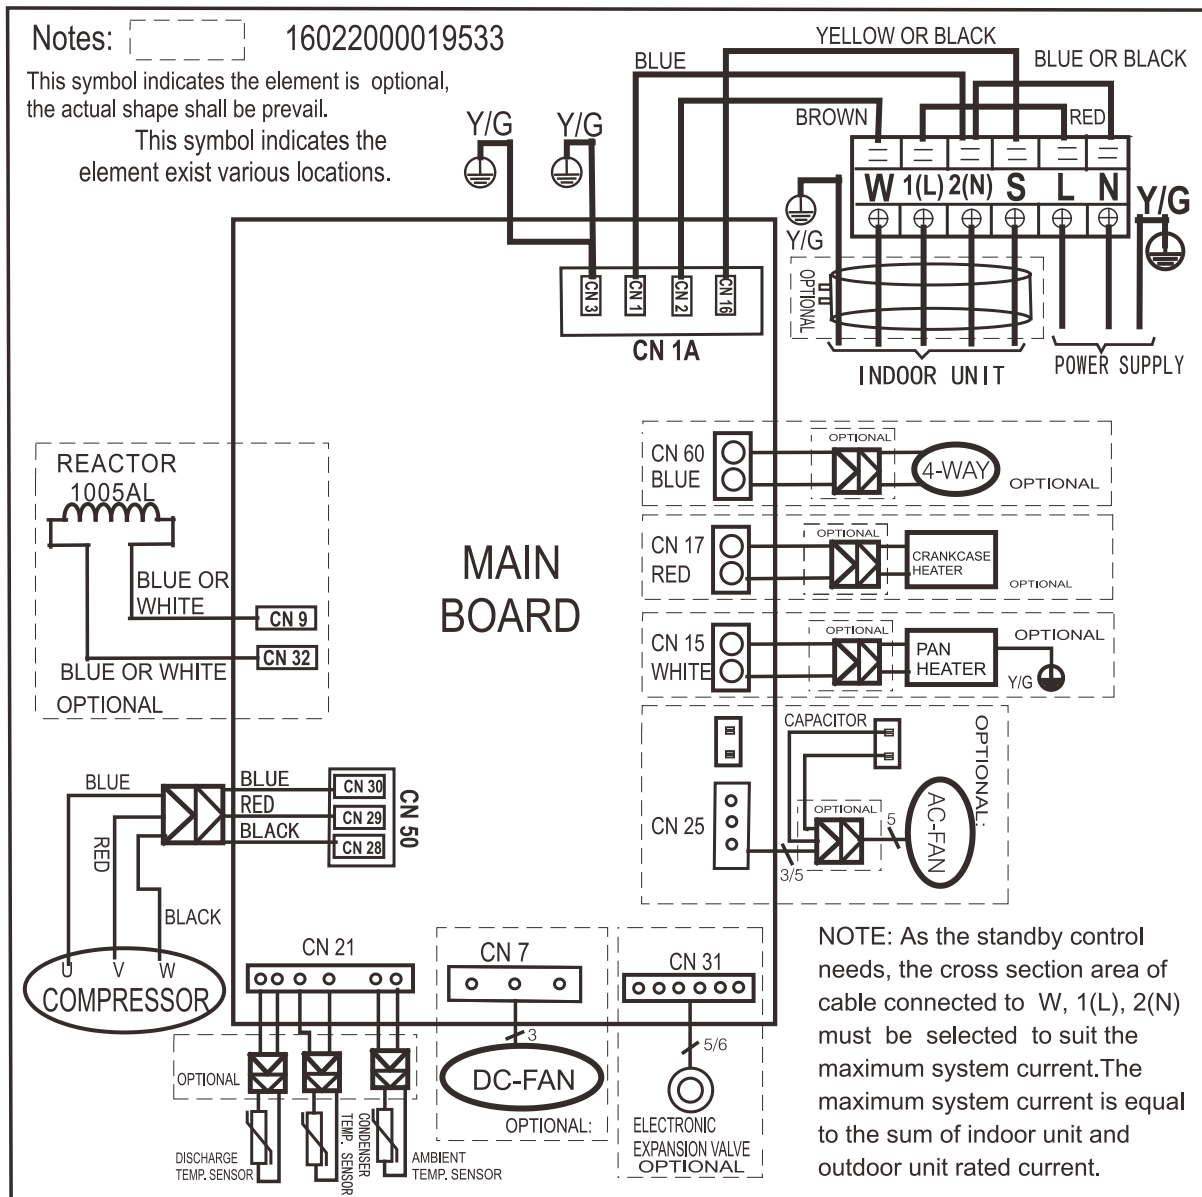 Notes: 16022000019533
This symbol indicates the element is optional,
the actual shape shall be prevail.
This symbol indicates the
element exist various locations.
Y/G
Y/G
BLUE
YELLOW OR BLACK
BLUE OR BLACK
BROWN
RED
W 1(L) 2(N) S L N
Y/G
Y/G
OPTIONAL
INDOOR UNIT
POWER SUPPLY
CN 3
CN 1
CN 2
CN 16
CN 1A
REACTOR
1005AL
BLUE OR
WHITE
CN 9
CN 32
BLUE OR WHITE
OPTIONAL
MAIN
BOARD
CN 60
BLUE
OPTIONAL
4-WAY
OPTIONAL
CN 17
RED
OPTIONAL
CRANKCASE
HEATER
OPTIONAL
CN 15
WHITE
OPTIONAL
PAN
HEATER
OPTIONAL
Y/G
CAPACITOR
OPTIONAL:
CN 25
OPTIONAL
3/5
5
AC-FAN
BLUE
RED
BLACK
BLUE
RED
BLACK
CN 30
CN 29
CN 28
CN 50
U V W
COMPRESSOR
CN 21
OPTIONAL
DISCHARGE
TEMP. SENSOR
CONDENSER
TEMP. SENSOR
AMBIENT
TEMP. SENSOR
CN 7
3
DC-FAN
OPTIONAL:
CN 31
5/6
ELECTRONIC
EXPANSION VALVE
OPTIONAL
NOTE: As the standby control
needs, the cross section area of
cable connected to W, 1(L), 2(N)
must be selected to suit the
maximum system current.The
maximum system current is equal
to the sum of indoor unit and
outdoor unit rated current.